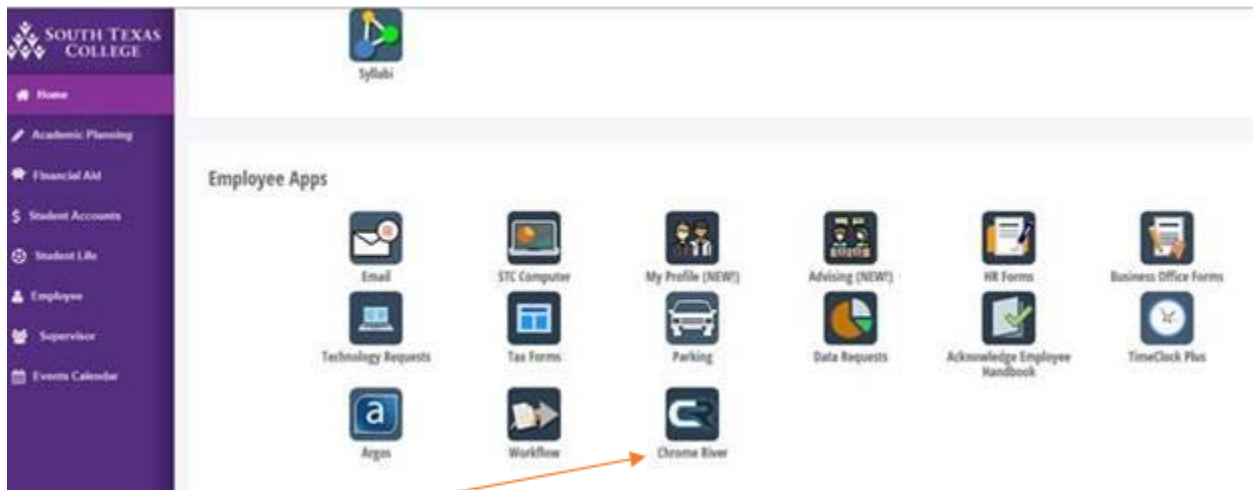 SOUTH TEXAS
COLLEGE
Home
Academic Planning
Financial Aid
Student Accounts
Student Life
Employee
Supervisor
Events Calendar
Syllabi
Employee Apps
Email
STC Computer
My Profile (NEW!)
Advising (NEW!)
HR Forms
Business Office Forms
Technology Requests
Tax Forms
Parking
Data Requests
Acknowledge Employee
Handbook
TimeClock Plus
a
Argos
Workflow
CR
Chrome River